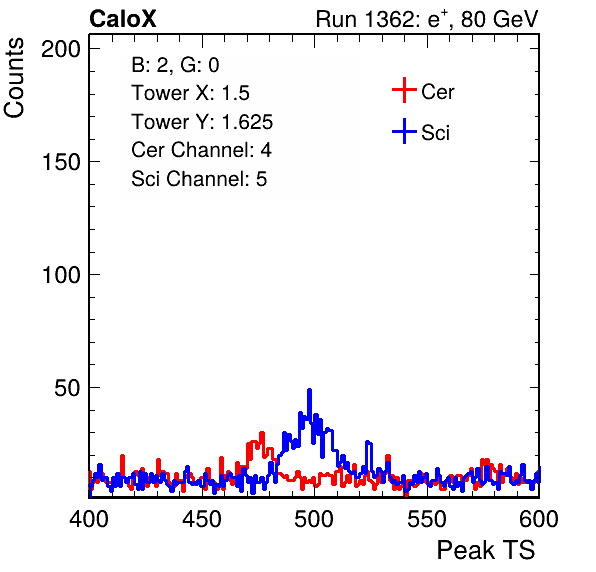 CaloX
Run 1362: e+, 80 GeV
Counts
200
150
100
50
B: 2, G: 0
Tower X: 1.5
Tower Y: 1.625
Cer Channel: 4
Sci Channel: 5
Cer
Sci
400
450
500
550
600
Peak TS